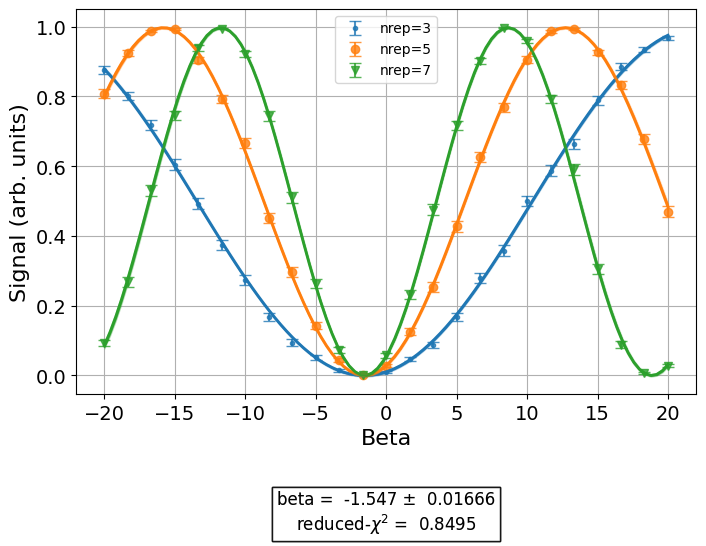 nrep=3
nrep=5
nrep=7
1.0
0.8
0.6
0.4
0.2
0.0
Signal (arb. units)
−20 −15 −10 −5 0 5 10 15 20
Beta
beta = -1.547 ± 0.01666
reduced-χ² = 0.8495